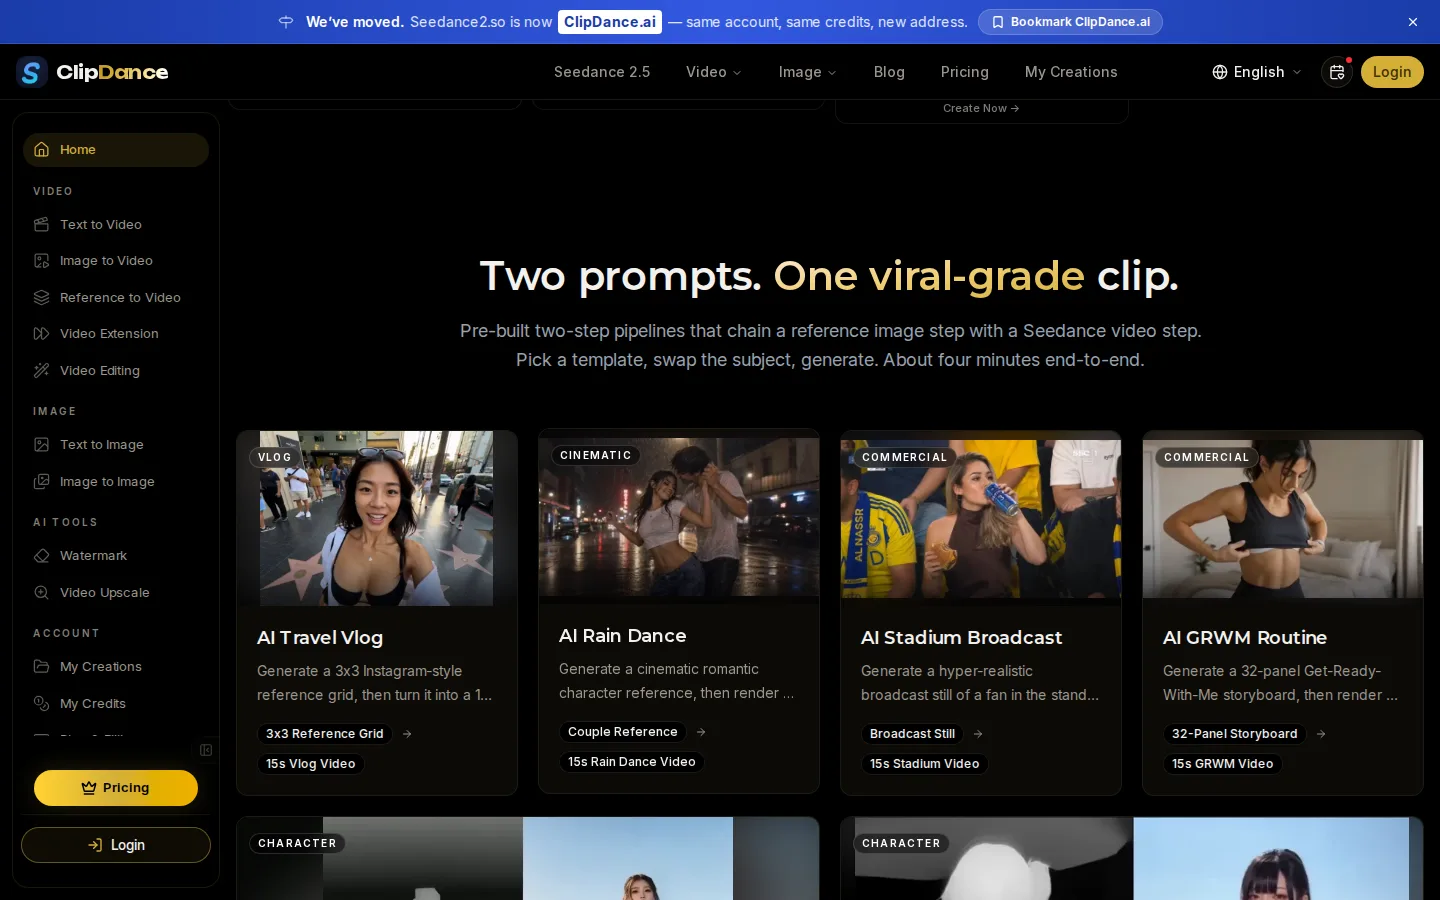 We've moved. Seedance2.so is now ClipDance.ai — same account, same credits, new address. Bookmark ClipDance.ai
ClipDance
Seedance 2.5
Video
Image
Blog
Pricing
My Creations
English
Login
Create Now →
Home
VIDEO
Text to Video
Image to Video
Reference to Video
Video Extension
Video Editing
IMAGE
Text to Image
Image to Image
AI TOOLS
Watermark
Video Upscale
ACCOUNT
My Creations
My Credits
Pricing
Login
Two prompts. One viral-grade clip.
Pre-built two-step pipelines that chain a reference image step with a Seedance video step.
Pick a template, swap the subject, generate. About four minutes end-to-end.
VLOG
AI Travel Vlog
Generate a 3x3 Instagram-style
reference grid, then turn it into a 1...
3x3 Reference Grid →
15s Vlog Video
CINEMATIC
AI Rain Dance
Generate a cinematic romantic
character reference, then render ...
Couple Reference →
15s Rain Dance Video
COMMERCIAL
AL NASSR
AI Stadium Broadcast
Generate a hyper-realistic
broadcast still of a fan in the stand...
Broadcast Still →
15s Stadium Video
COMMERCIAL
AI GRWM Routine
Generate a 32-panel Get-Ready-
With-Me storyboard, then render ...
32-Panel Storyboard →
15s GRWM Video
CHARACTER
CHARACTER